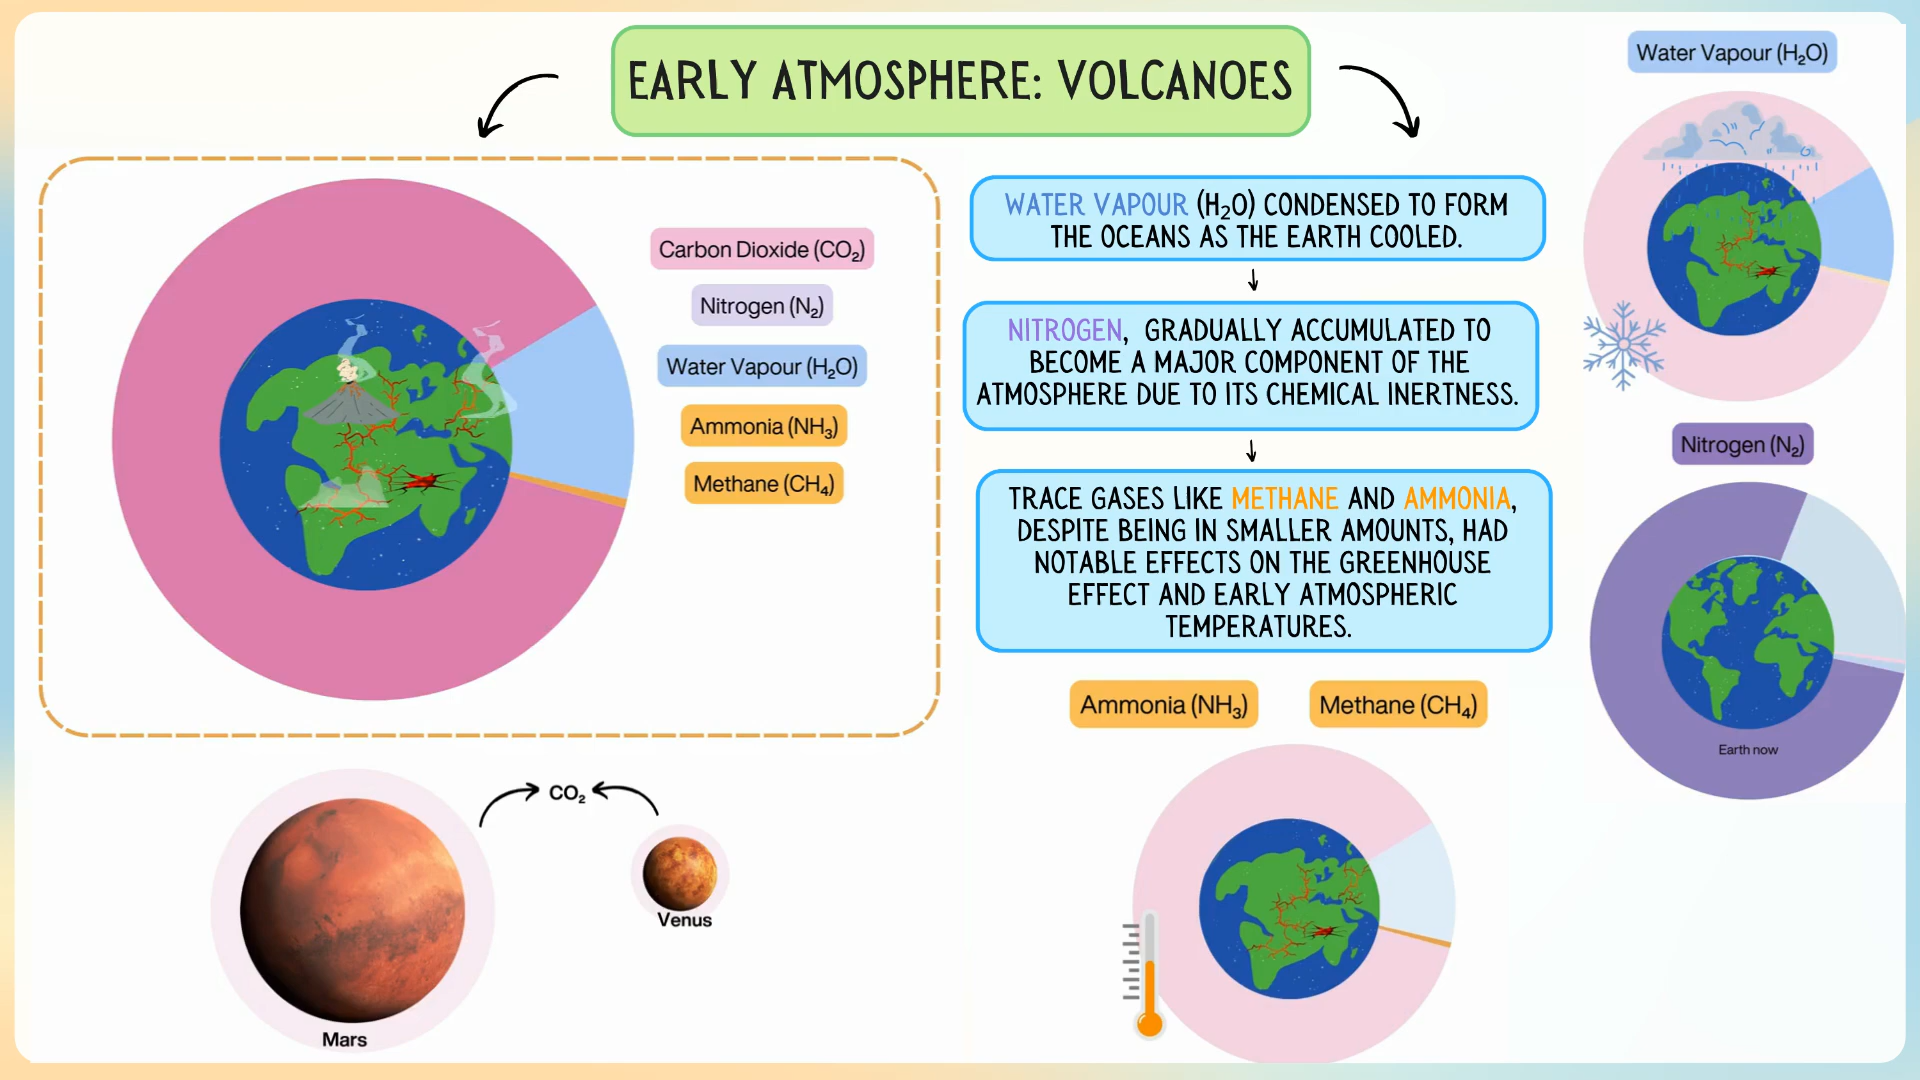 EARLY ATMOSPHERE: VOLCANOES
Carbon Dioxide (CO₂)
Nitrogen (N₂)
Water Vapour (H₂O)
Ammonia (NH₃)
Methane (CH₄)
CO₂
Mars
Venus
WATER VAPOUR (H₂O) CONDENSED TO FORM
THE OCEANS AS THE EARTH COOLED.
NITROGEN, GRADUALLY ACCUMULATED TO
BECOME A MAJOR COMPONENT OF THE
ATMOSPHERE DUE TO ITS CHEMICAL INERTNESS.
TRACE GASES LIKE METHANE AND AMMONIA,
DESPITE BEING IN SMALLER AMOUNTS, HAD
NOTABLE EFFECTS ON THE GREENHOUSE
EFFECT AND EARLY ATMOSPHERIC
TEMPERATURES.
Ammonia (NH₃)
Methane (CH₄)
Water Vapour (H₂O)
Nitrogen (N₂)
Earth now